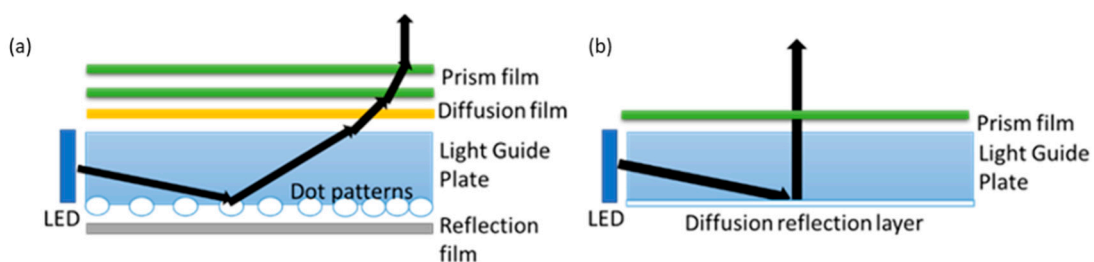 (a)
Prism film
Diffusion film
Light Guide
Plate
Dot patterns
LED
Reflection
film
(b)
Prism film
Light Guide
Plate
LED
Diffusion reflection layer